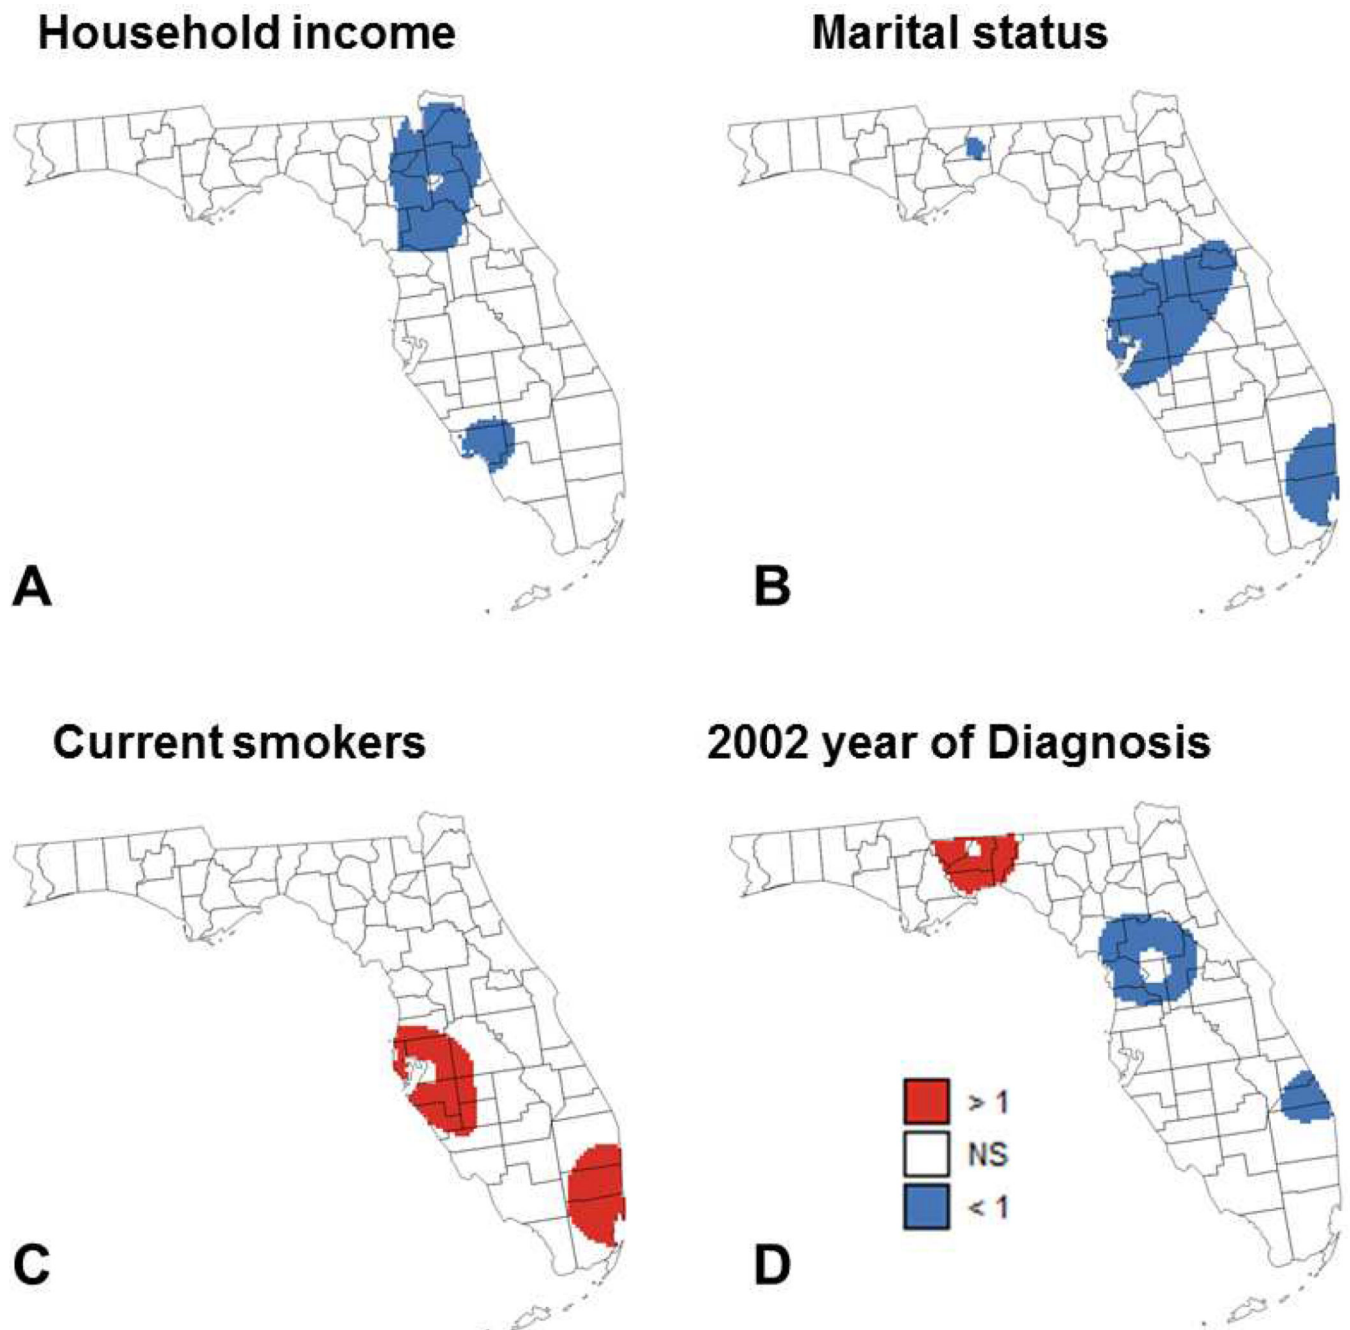 Household income
Marital status
A
B
Current smokers
2002 year of Diagnosis
> 1
NS
< 1
C
D